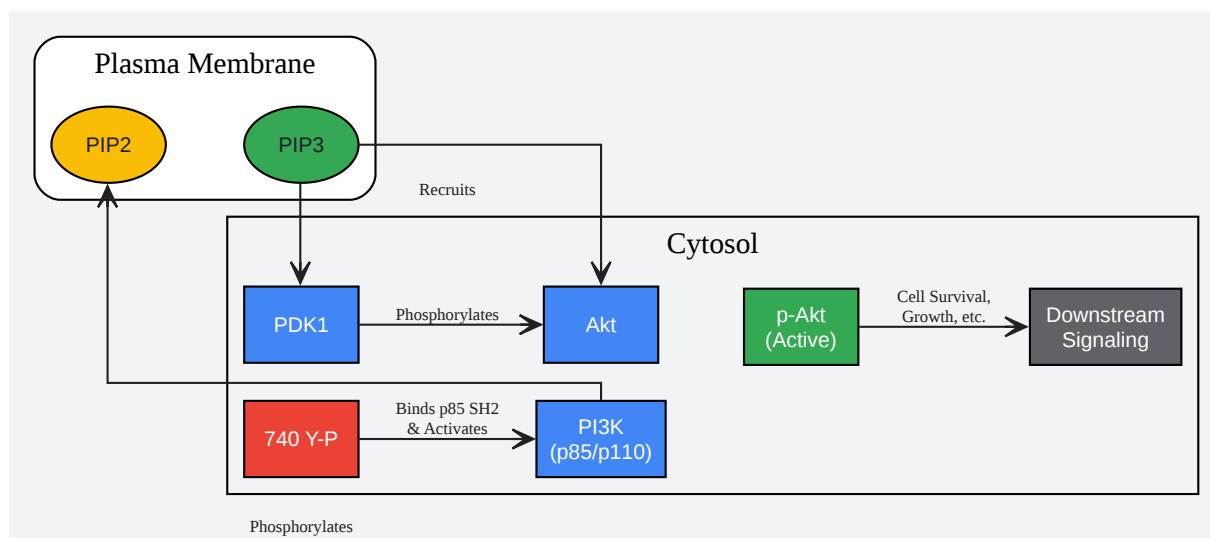 Plasma Membrane
PIP2
PIP3
Recruits
Cytosol
PDK1
Phosphorylates
Akt
p-Akt
(Active)
Cell Survival,
Growth, etc.
Downstream
Signaling
740 Y-P
Binds p85 SH2
& Activates
PI3K
(p85/p110)
Phosphorylates